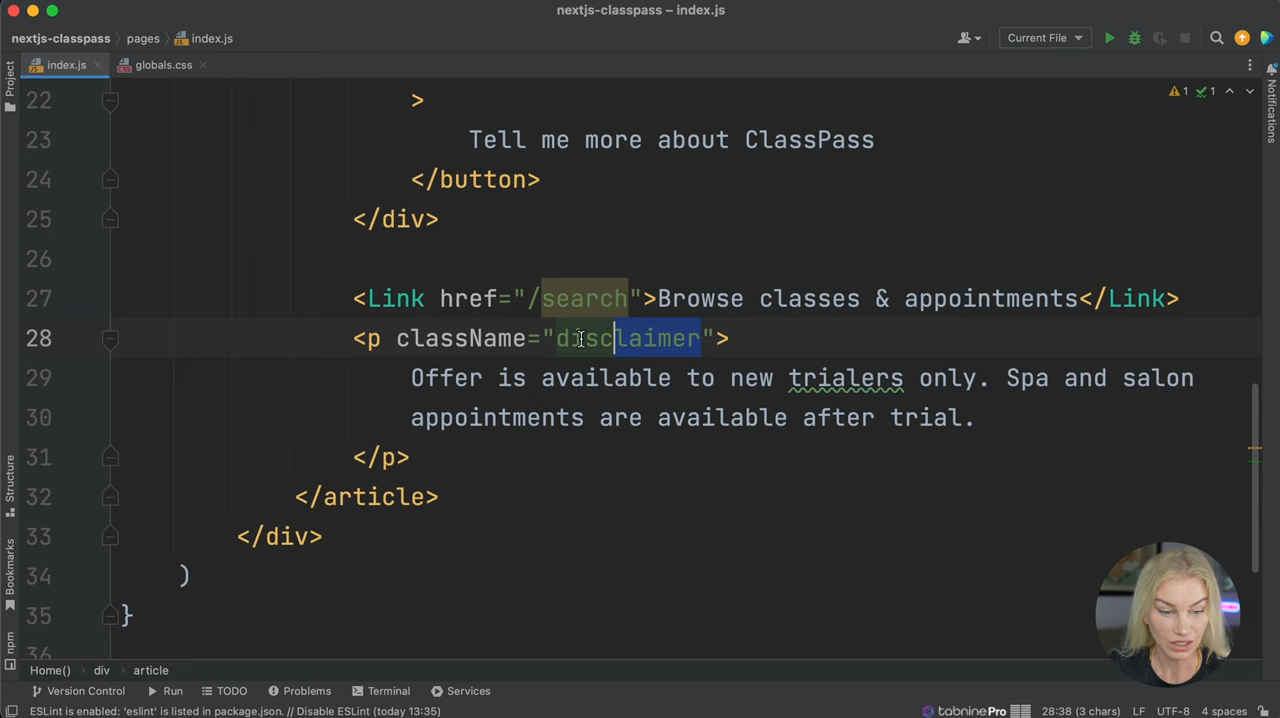 nextjs-classpass – index.js
nextjs-classpass pages index.js Current File
index.js globals.css
Project
Notifications
1 1
22 >
23 Tell me more about ClassPass
24 </button>
25 </div>
26
27 <Link href="/search">Browse classes & appointments</Link>
28 <p className="disclaimer">
29 Offer is available to new trialers only. Spa and salon
30 appointments are available after trial.
31 </p>
32 </article>
33 </div>
34 )
35 }
36
Structure
Bookmarks
npm
Home() div article
Version Control Run TODO Problems Terminal Services
ESLint is enabled: 'eslint' is listed in package.json. // Disable ESLint (today 13:35) tabnine Pro 28:38 (3 chars) LF UTF-8 4 spaces